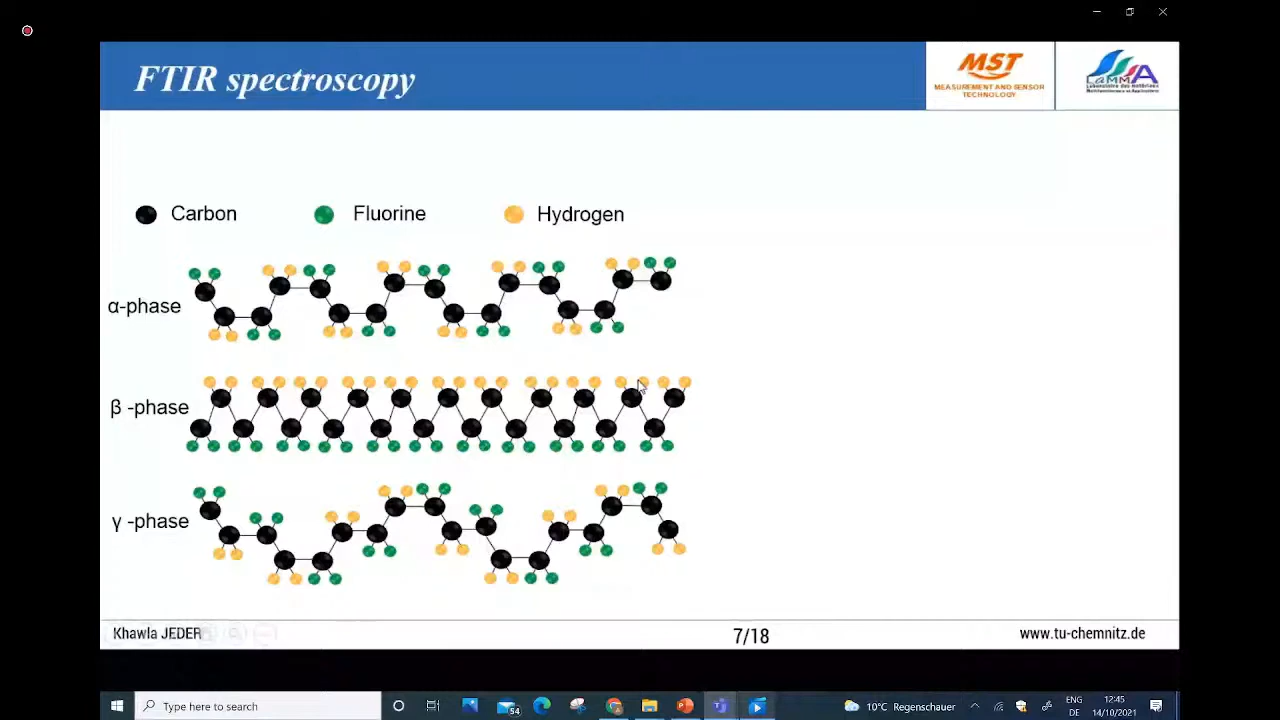 FTIR spectroscopy
MST
MEASUREMENT AND SENSOR
TECHNOLOGY
LaMMA
Carbon
Fluorine
Hydrogen
α-phase
β -phase
γ -phase
Khawla JEDER
7/18
www.tu-chemnitz.de
Type here to search
54
10°C Regenschauer
ENG
DE
12:45
14/10/2021